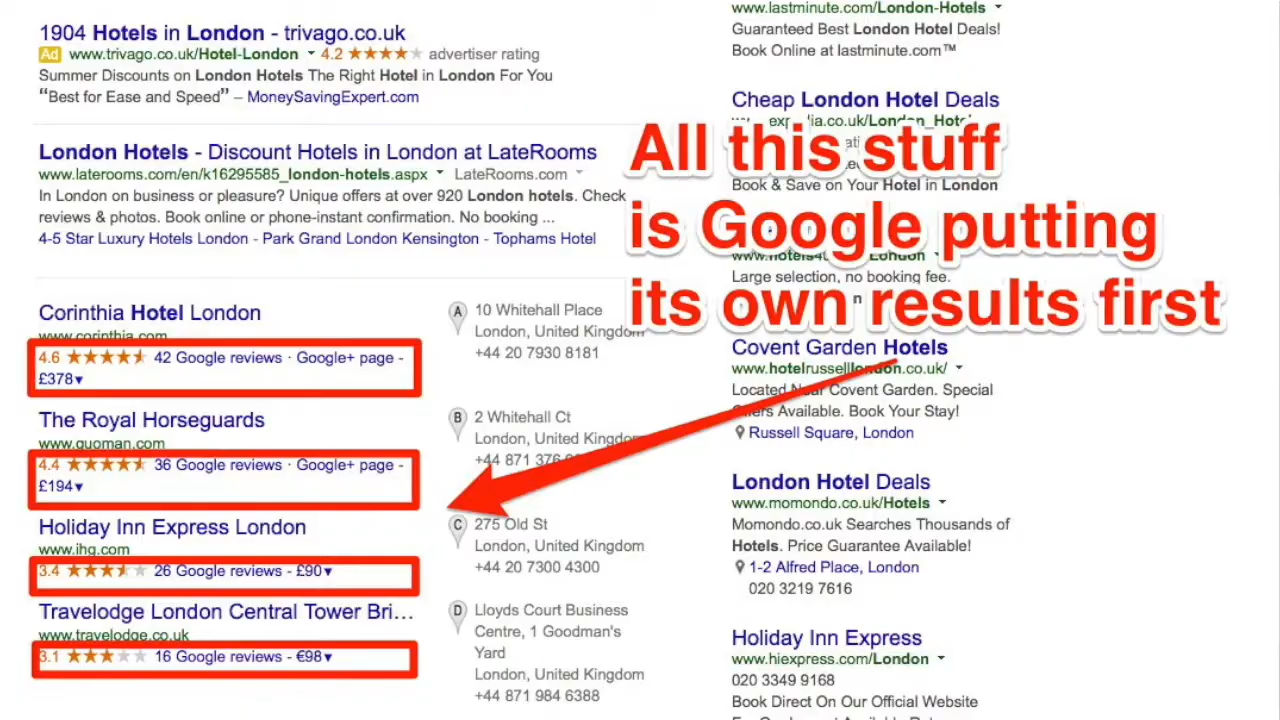 1904 Hotels in London - trivago.co.uk
Ad www.trivago.co.uk/Hotel-London 4.2 advertiser rating
Summer Discounts on London Hotels The Right Hotel in London For You
“Best for Ease and Speed” – MoneySavingExpert.com
London Hotels - Discount Hotels in London at LateRooms
www.laterooms.com/en/k16295585_london-hotels.aspx LateRooms.com
In London on business or pleasure? Unique offers at over 920 London hotels. Check
reviews & photos. Book online or phone-instant confirmation. No booking ...
4-5 Star Luxury Hotels London - Park Grand London Kensington - Tophams Hotel
Corinthia Hotel London
www.corinthia.com
4.6 42 Google reviews · Google+ page -
£378
A 10 Whitehall Place
London, United Kingdom
+44 20 7930 8181
The Royal Horseguards
www.guoman.com
4.4 36 Google reviews · Google+ page -
£194
B 2 Whitehall Ct
London, United Kingdom
+44 871 376
Holiday Inn Express London
www.ihg.com
3.4 26 Google reviews - £90
C 275 Old St
London, United Kingdom
+44 20 7300 4300
Travelodge London Central Tower Bri...
www.travelodge.co.uk
3.1 16 Google reviews - €98
D Lloyds Court Business
Centre, 1 Goodman's
Yard
London, United Kingdom
+44 871 984 6388
www.lastminute.com/London-Hotels
Guaranteed Best London Hotel Deals!
Book Online at lastminute.com™
Cheap London Hotel Deals
All this stuff
is Google putting
its own results first
Book & Save on Your Hotel in London
Large selection, no booking fee.
Covent Garden Hotels
www.hotelrusselllondon.co.uk/
Located Near Covent Garden. Special
Offers Available. Book Your Stay!
Russell Square, London
London Hotel Deals
www.momondo.co.uk/Hotels
Momondo.co.uk Searches Thousands of
Hotels. Price Guarantee Available!
1-2 Alfred Place, London
020 3219 7616
Holiday Inn Express
www.hiexpress.com/London
020 3349 9168
Book Direct On Our Official Website